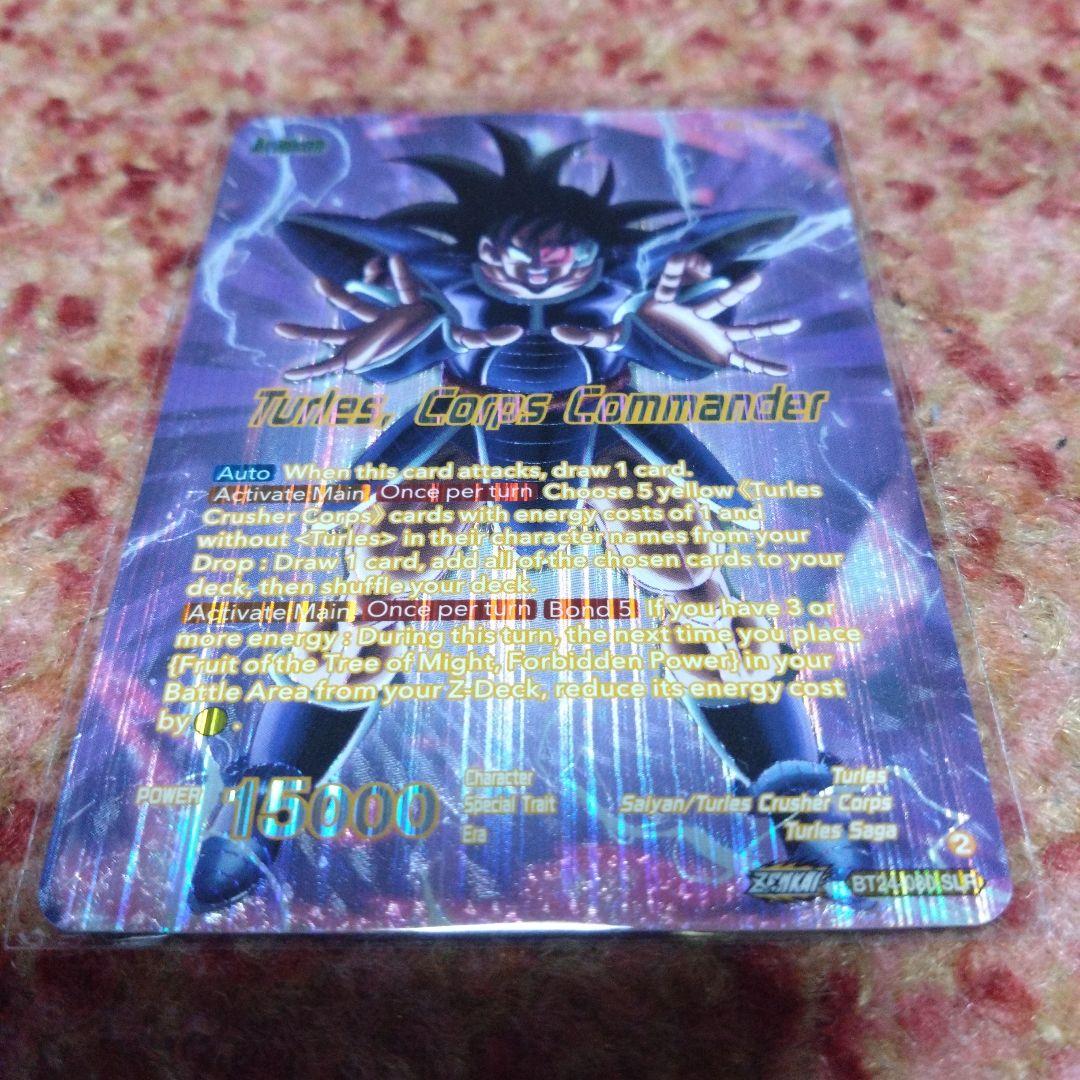 Awaken
Turles, Corps Commander
Auto When this card attacks, draw 1 card.
Activate Main Once per turn Choose 5 yellow 《Turles
Crusher Corps》 cards with energy costs of 1 and
without <Turles> in their character names from your
Drop : Draw 1 card, add all of the chosen cards to your
deck, then shuffle your deck.
Activate Main Once per turn Bond 5 If you have 3 or
more energy : During this turn, the next time you place
{Fruit of the Tree of Might, Forbidden Power} in your
Battle Area from your Z-Deck, reduce its energy cost
by .
POWER 15000
Character Turles
Special Trait Saiyan/Turles Crusher Corps
Era Turles Saga
2
ZENKAI SLR